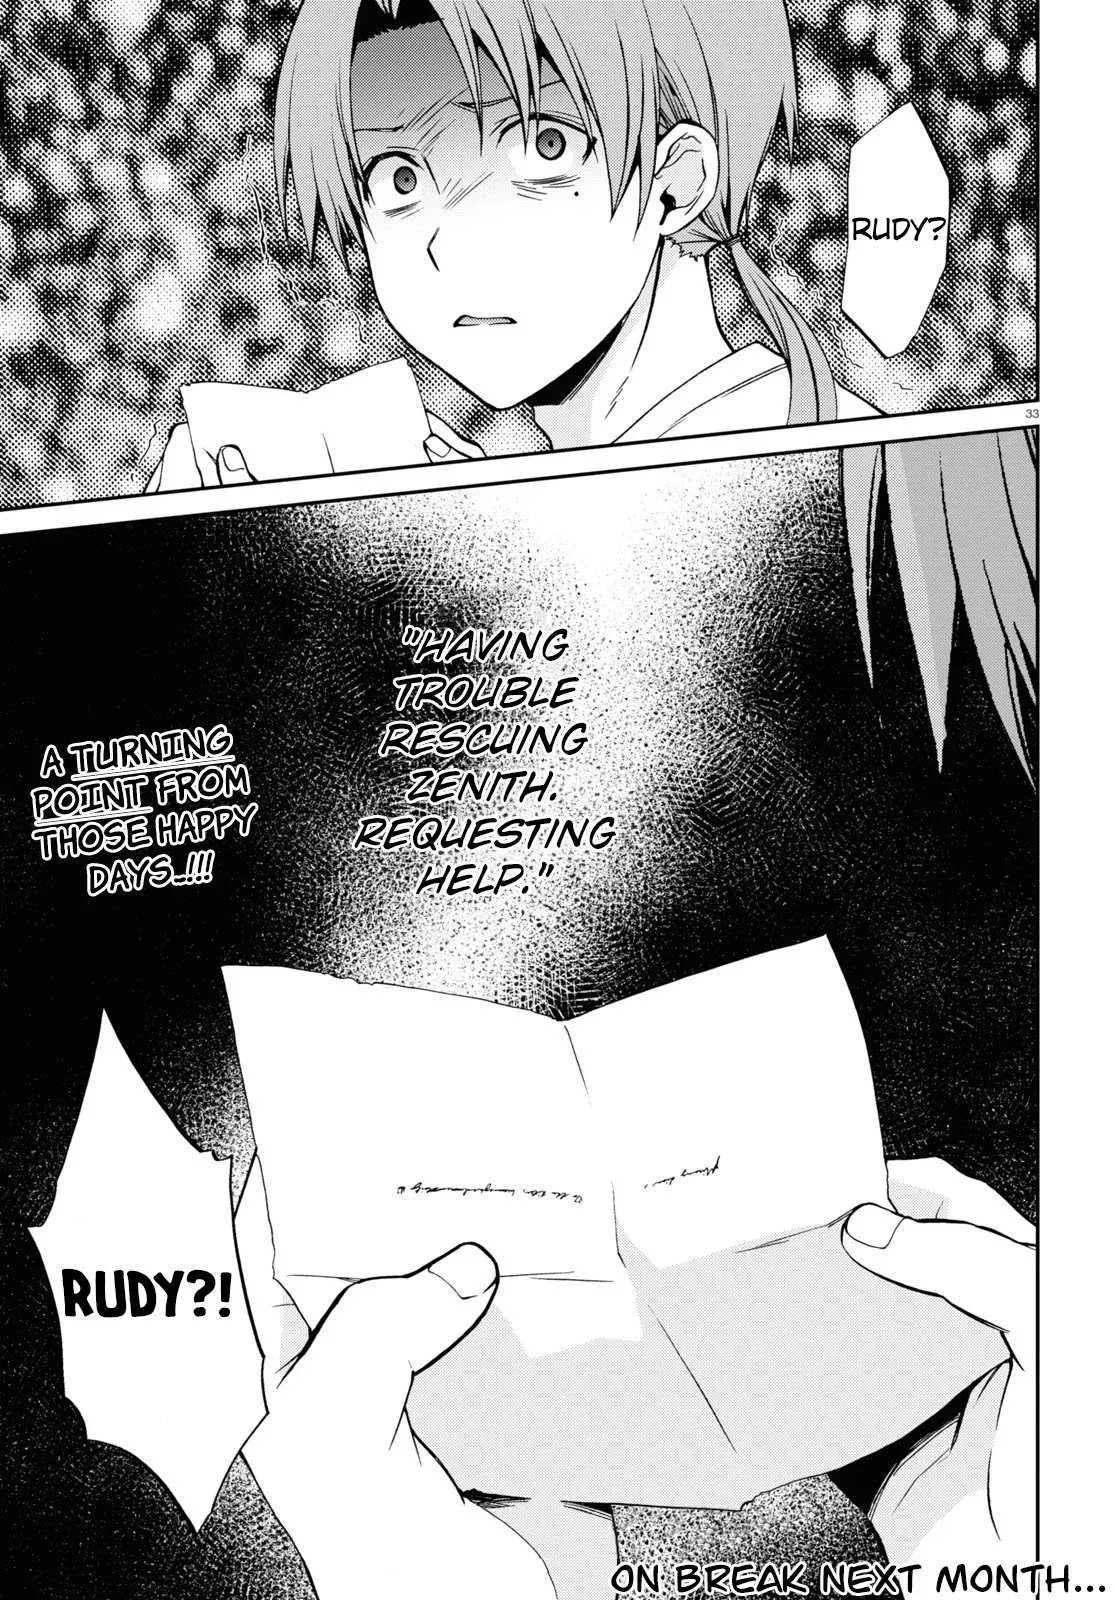 RUDY?
33
"HAVING
TROUBLE
RESCUING
ZENITH.
REQUESTING
HELP."
A TURNING
POINT FROM
THOSE HAPPY
DAYS...!!!
RUDY?!
ON BREAK NEXT MONTH...